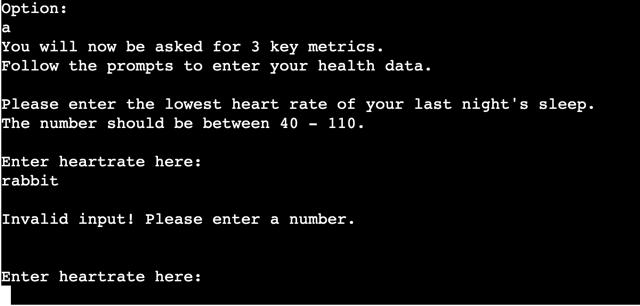 Option:
a
You will now be asked for 3 key metrics.
Follow the prompts to enter your health data.
Please enter the lowest heart rate of your last night's sleep.
The number should be between 40 - 110.
Enter heartrate here:
rabbit
Invalid input! Please enter a number.
Enter heartrate here: